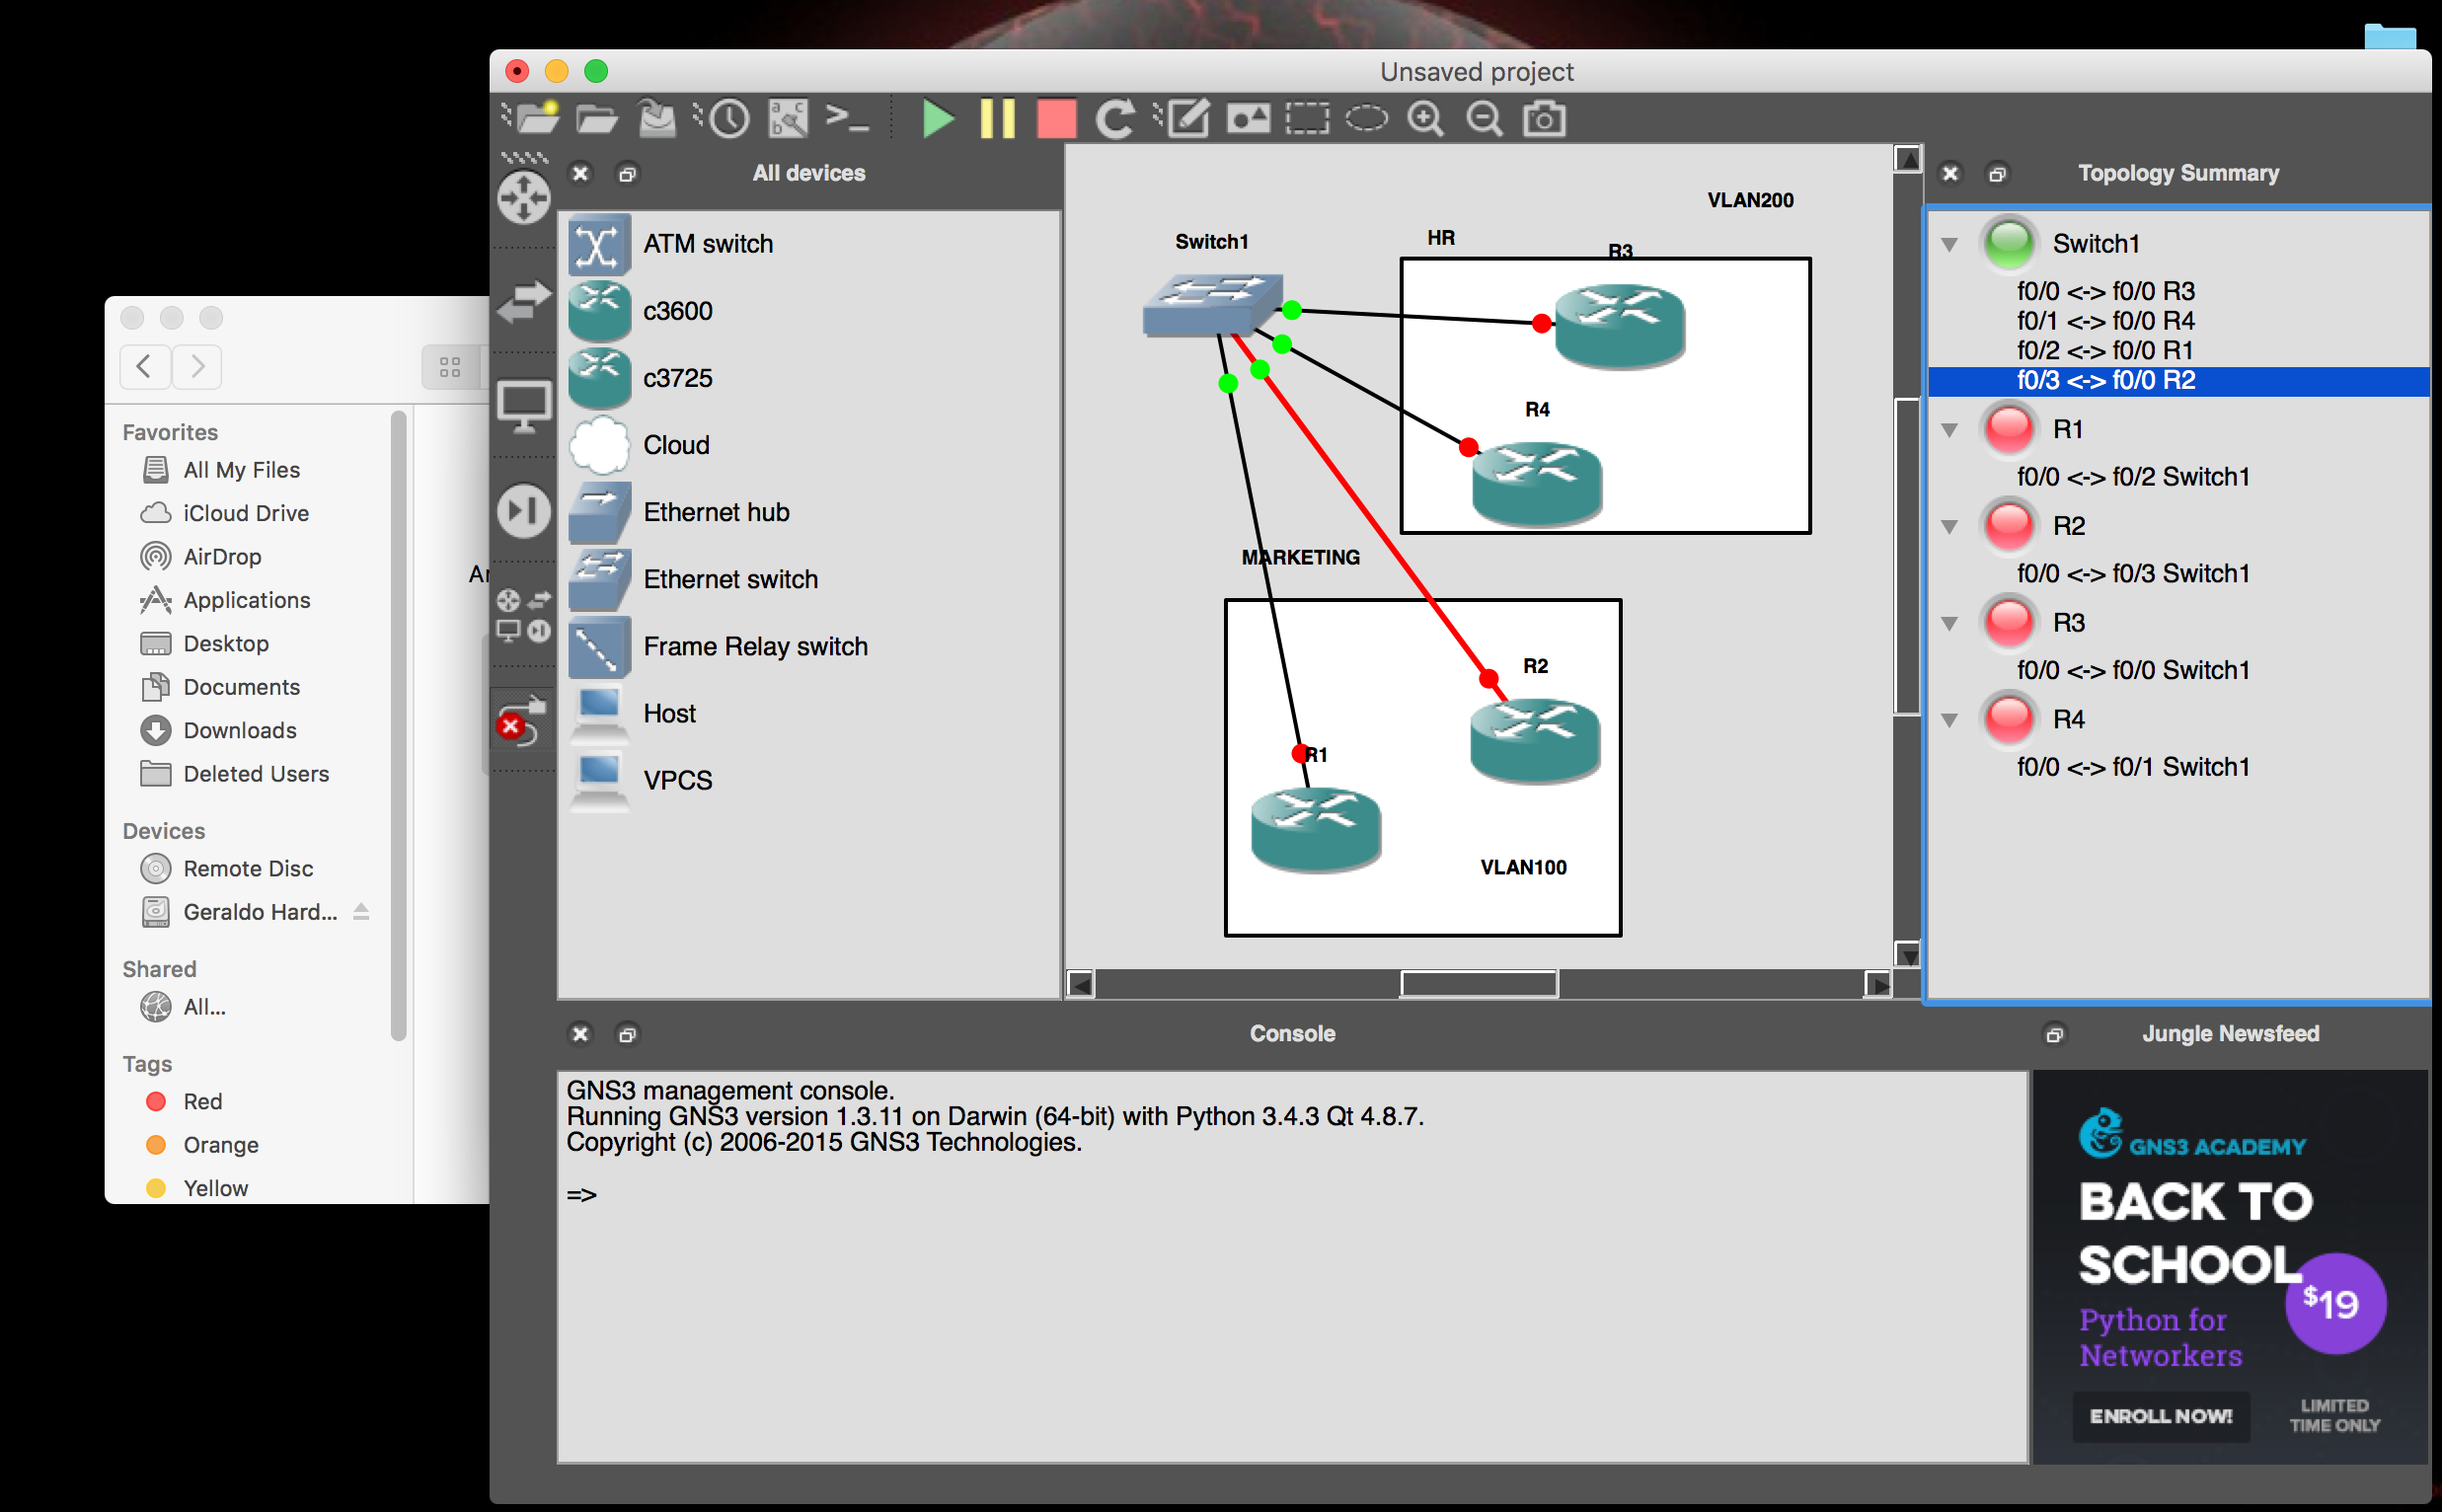 Unsaved project
All devices
ATM switch
c3600
c3725
Cloud
Ethernet hub
Ethernet switch
Frame Relay switch
Host
VPCS
VLAN200
Switch1
HR
R3
R4
MARKETING
R2
R1
VLAN100
Topology Summary
Switch1
f0/0 <-> f0/0 R3
f0/1 <-> f0/0 R4
f0/2 <-> f0/0 R1
f0/3 <-> f0/0 R2
R1
f0/0 <-> f0/2 Switch1
R2
f0/0 <-> f0/3 Switch1
R3
f0/0 <-> f0/0 Switch1
R4
f0/0 <-> f0/1 Switch1
Favorites
All My Files
iCloud Drive
AirDrop
Applications
Desktop
Documents
Downloads
Deleted Users
Devices
Remote Disc
Geraldo Hard...
Shared
All...
Tags
Red
Orange
Yellow
Console
GNS3 management console.
Running GNS3 version 1.3.11 on Darwin (64-bit) with Python 3.4.3 Qt 4.8.7.
Copyright (c) 2006-2015 GNS3 Technologies.
=>
Jungle Newsfeed
GNS3 ACADEMY
BACK TO
SCHOOL
$19
Python for
Networkers
ENROLL NOW!
LIMITED
TIME ONLY